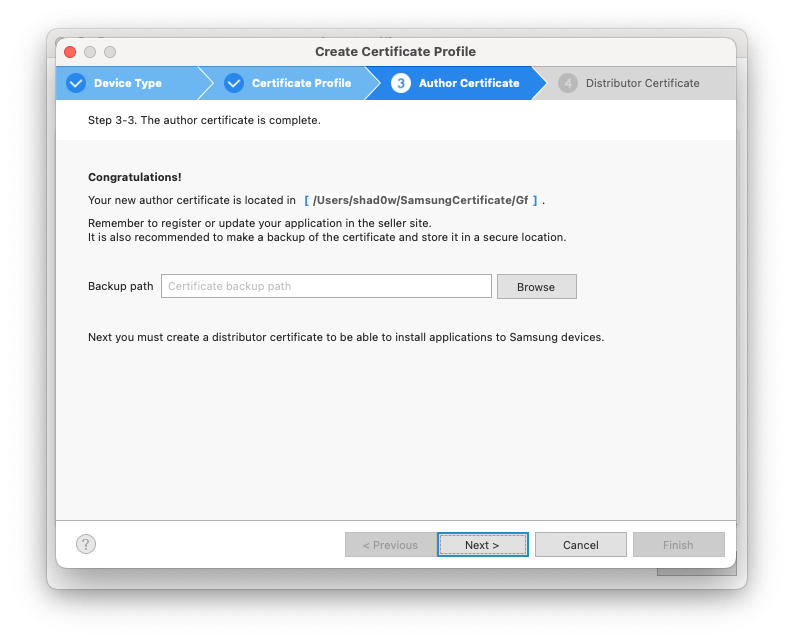 Create Certificate Profile
Device Type
Certificate Profile
3 Author Certificate
4 Distributor Certificate
Step 3-3. The author certificate is complete.
Congratulations!
Your new author certificate is located in [ /Users/shad0w/SamsungCertificate/Gf ] .
Remember to register or update your application in the seller site.
It is also recommended to make a backup of the certificate and store it in a secure location.
Backup path Certificate backup path Browse
Next you must create a distributor certificate to be able to install applications to Samsung devices.
? < Previous Next > Cancel Finish